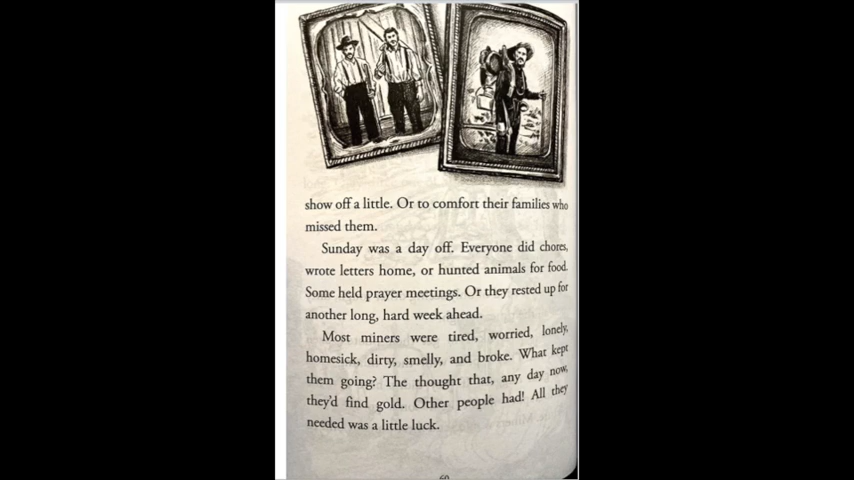 show off a little. Or to comfort their families who
missed them.
Sunday was a day off. Everyone did chores,
wrote letters home, or hunted animals for food.
Some held prayer meetings. Or they rested up for
another long, hard week ahead.
Most miners were tired, worried, lonely,
homesick, dirty, smelly, and broke. What kept
them going? The thought that, any day now,
they'd find gold. Other people had! All they
needed was a little luck.